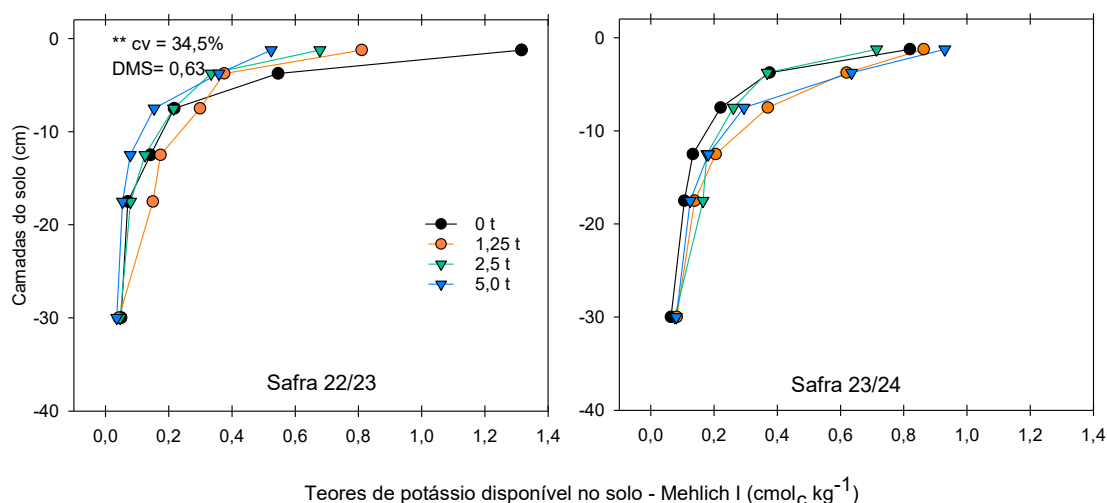 ** cv = 34,5%
DMS= 0,63
Camadas do solo (cm)
0
-10
-20
-30
-40
0 t
1,25 t
2,5 t
5,0 t
Safra 22/23
0,0 0,2 0,4 0,6 0,8 1,0 1,2 1,4
0
-10
-20
-30
-40
Safra 23/24
0,0 0,2 0,4 0,6 0,8 1,0 1,2 1,4
Teores de potássio disponível no solo - Mehlich I (cmol_c kg^-1)